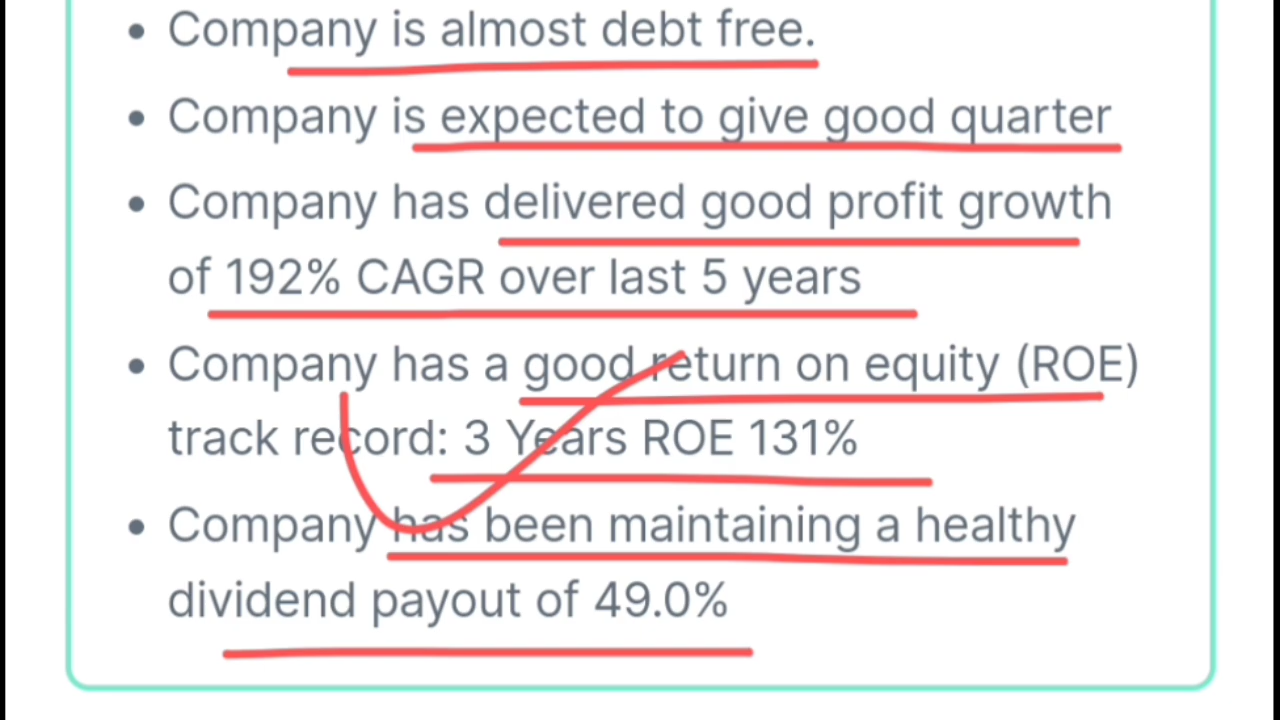 Company is almost debt free.
Company is expected to give good quarter
Company has delivered good profit growth
of 192% CAGR over last 5 years
Company has a good return on equity (ROE)
track record: 3 Years ROE 131%
Company has been maintaining a healthy
dividend payout of 49.0%